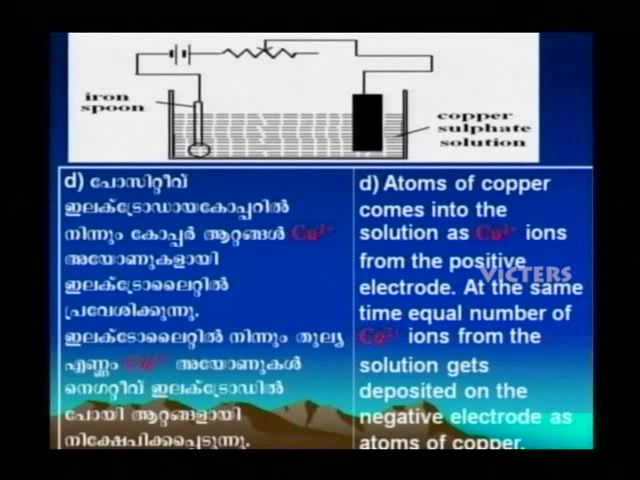 iron
spoon
copper
sulphate
solution
d) പോസിറ്റീവ്
ഇലക്ട്രോഡായകോപ്പറിൽ
നിന്നും കോപ്പർ ആറ്റങ്ങൾ Cu²⁺
അയോണുകളായി
ഇലക്ട്രോലൈറ്റിൽ
പ്രവേശിക്കുന്നു.
ഇലക്ടോലൈറ്റിൽ നിന്നും തുല്യ
എണ്ണം Cu²⁺ അയോണുകൾ
നെഗറ്റീവ് ഇലക്ട്രോഡിൽ
പോയി ആറ്റങ്ങളായി
നിക്ഷേപിക്കപ്പെടുന്നു.
d) Atoms of copper
comes into the
solution as Cu²⁺ ions
from the positive
electrode. At the same
time equal number of
Cu²⁺ ions from the
solution gets
deposited on the
negative electrode as
atoms of copper.
VICTERS